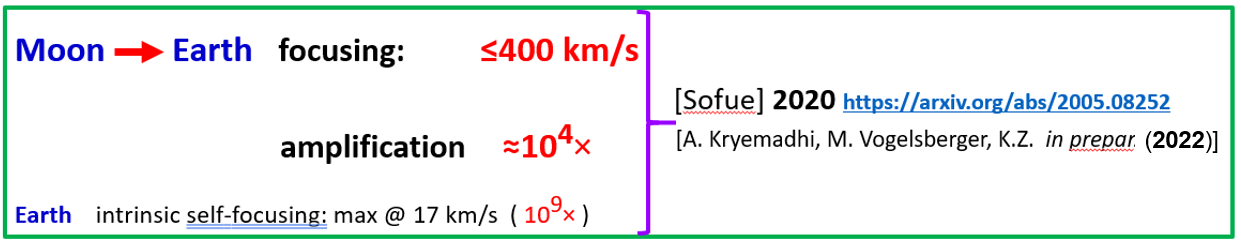 Moon → Earth focusing: ≤400 km/s
amplification ≈10⁴×
Earth intrinsic self-focusing: max @ 17 km/s ( 10⁹× )
[Sofue] 2020 https://arxiv.org/abs/2005.08252
[A. Kryemadhi, M. Vogelsberger, K.Z. in prepar. (2022)]